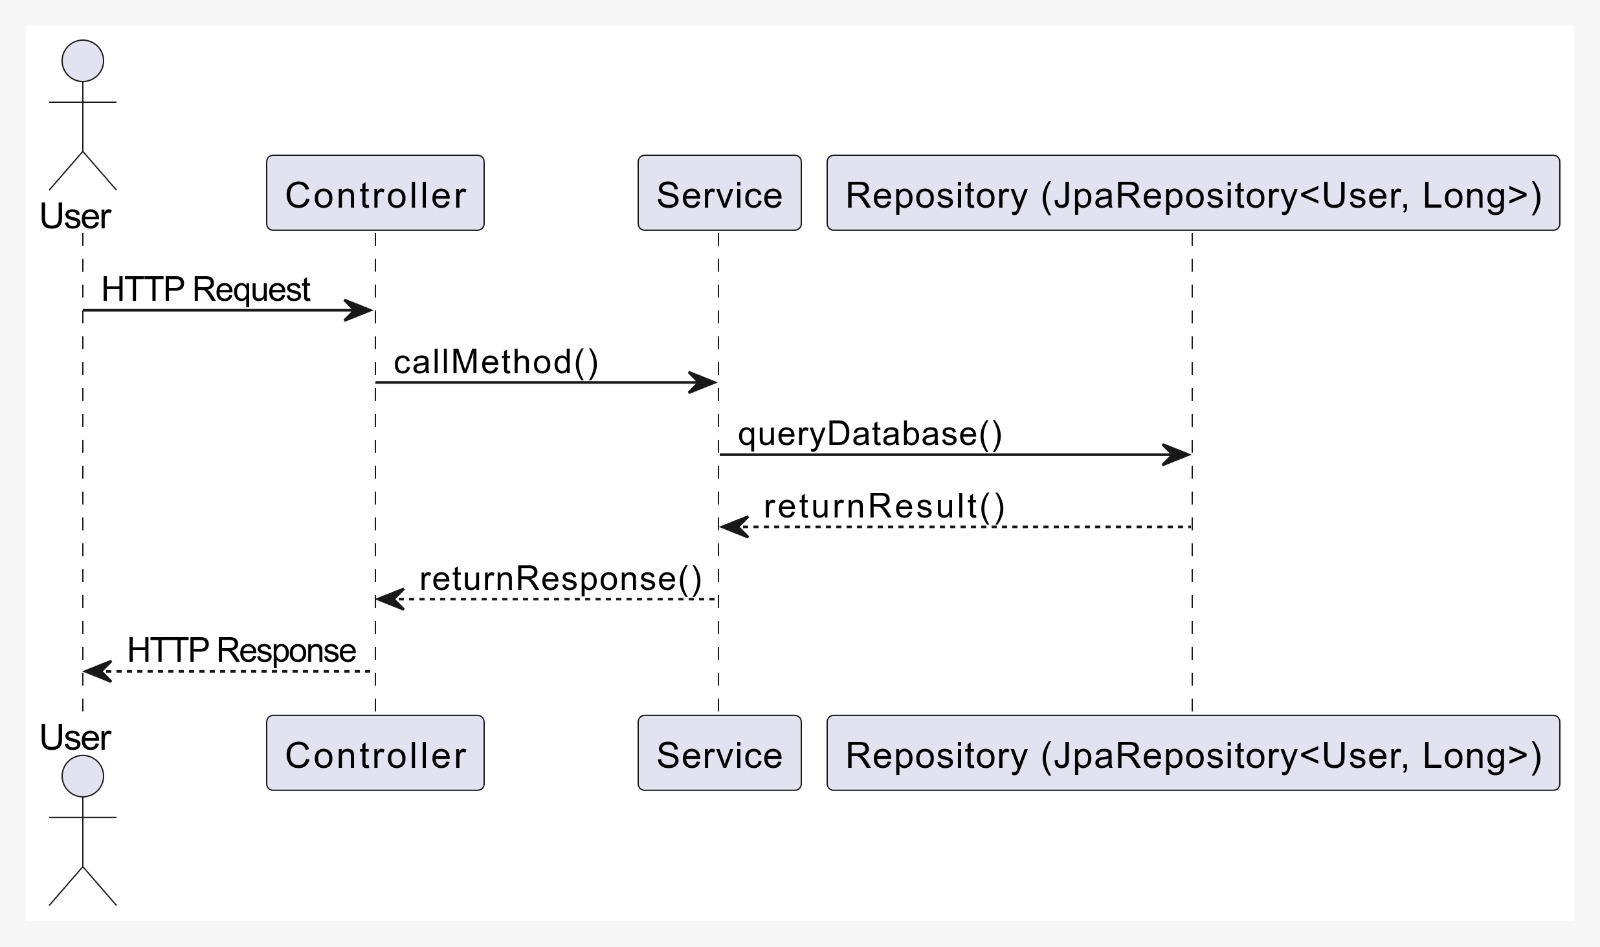 User
Controller
Service
Repository (JpaRepository<User, Long>)
HTTP Request
callMethod()
queryDatabase()
returnResult()
returnResponse()
HTTP Response
User
Controller
Service
Repository (JpaRepository<User, Long>)